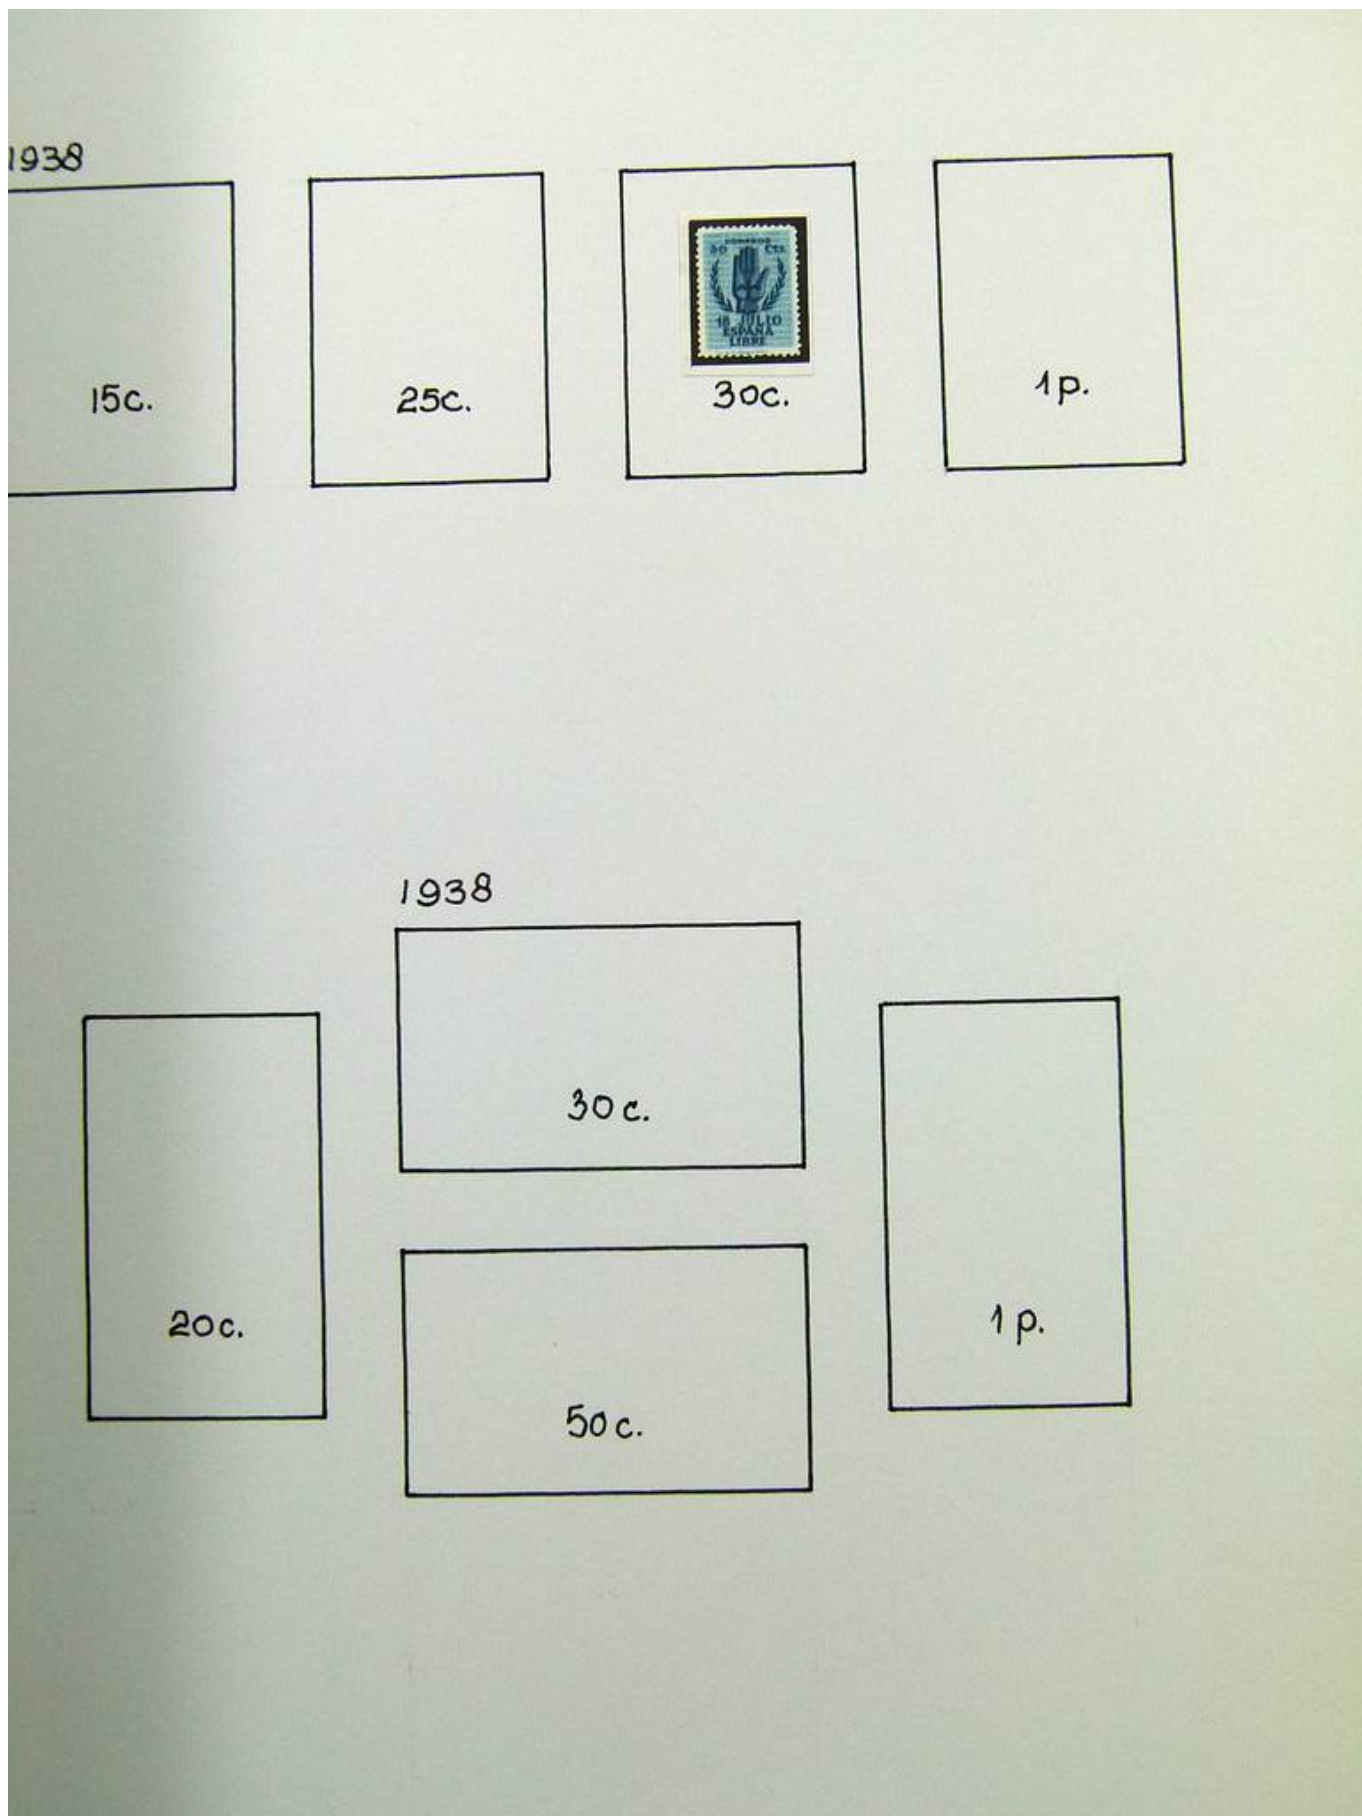 1938
15c.
25c.
30c.
1p.
CORREOS
30 Cts.
18 JULIO
ESPAÑA
LIBRE
1938
30c.
20c.
1p.
50c.